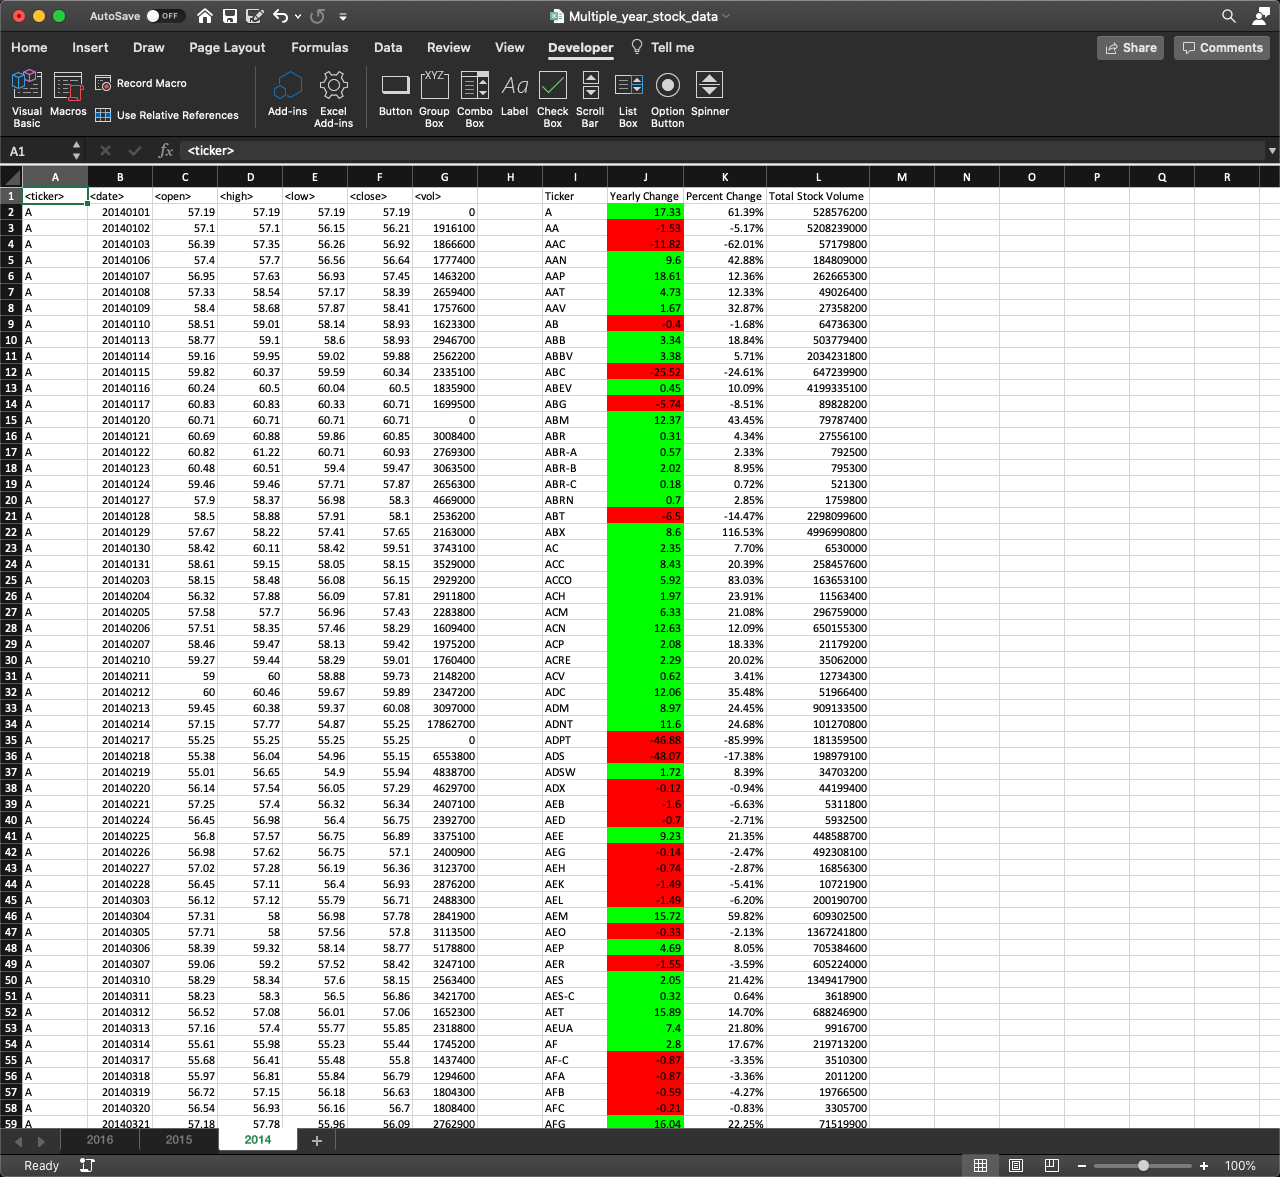 AutoSave OFF Multiple_year_stock_data
Home Insert Draw Page Layout Formulas Data Review View Developer Tell me Share Comments
Visual Basic Macros Record Macro Use Relative References Add-ins Excel Add-ins Button Group Box Combo Box Label Check Box Scroll Bar List Box Option Button Spinner
XYZ Aa
A1 fx <ticker>
A B C D E F G H I J K L M N O P Q R
1 <ticker> <date> <open> <high> <low> <close> <vol> Ticker Yearly Change Percent Change Total Stock Volume
2 A 20140101 57.19 57.19 57.19 57.19 0 A 17.33 61.39% 528576200
3 A 20140102 57.1 57.1 56.15 56.21 1916100 AA -1.53 -5.17% 5208239000
4 A 20140103 56.39 57.35 56.26 56.92 1866600 AAC -11.82 -62.01% 57179800
5 A 20140106 57.4 57.7 56.56 56.64 1777400 AAN 9.6 42.88% 184809000
6 A 20140107 56.95 57.63 56.93 57.45 1463200 AAP 18.61 12.36% 262665300
7 A 20140108 57.33 58.54 57.17 58.39 2659400 AAT 4.73 12.33% 49026400
8 A 20140109 58.4 58.68 57.87 58.41 1757600 AAV 1.67 32.87% 27358200
9 A 20140110 58.51 59.01 58.14 58.93 1623300 AB -0.4 -1.68% 64736300
10 A 20140113 58.77 59.1 58.6 58.93 2946700 ABB 3.34 18.84% 503779400
11 A 20140114 59.16 59.95 59.02 59.88 2562200 ABBV 3.38 5.71% 2034231800
12 A 20140115 59.82 60.37 59.59 60.34 2335100 ABC -25.52 -24.61% 647239900
13 A 20140116 60.24 60.5 60.04 60.5 1835900 ABEV 0.45 10.09% 4199335100
14 A 20140117 60.83 60.83 60.33 60.71 1699500 ABG -5.74 -8.51% 89828200
15 A 20140120 60.71 60.71 60.71 60.71 0 ABM 12.37 43.45% 79787400
16 A 20140121 60.69 60.88 59.86 60.85 3008400 ABR 0.31 4.34% 27556100
17 A 20140122 60.82 61.22 60.71 60.93 2769300 ABR-A 0.57 2.33% 792500
18 A 20140123 60.48 60.51 59.4 59.47 3063500 ABR-B 2.02 8.95% 795300
19 A 20140124 59.46 59.46 57.71 57.87 2656300 ABR-C 0.18 0.72% 521300
20 A 20140127 57.9 58.37 56.98 58.3 4669000 ABRN 0.7 2.85% 1759800
21 A 20140128 58.5 58.88 57.91 58.1 2536200 ABT -6.5 -14.47% 2298099600
22 A 20140129 57.67 58.22 57.41 57.65 2163000 ABX 8.6 116.53% 4996990800
23 A 20140130 58.42 60.11 58.42 59.51 3743100 AC 2.35 7.70% 6530000
24 A 20140131 58.61 59.15 58.05 58.15 3529000 ACC 8.43 20.39% 258457600
25 A 20140203 58.15 58.48 56.08 56.15 2929200 ACCO 5.92 83.03% 163653100
26 A 20140204 56.32 57.88 56.09 57.81 2911800 ACH 1.97 23.91% 11563400
27 A 20140205 57.58 57.7 56.96 57.43 2283800 ACM 6.33 21.08% 296759000
28 A 20140206 57.51 58.35 57.46 58.29 1609400 ACN 12.63 12.09% 650155300
29 A 20140207 58.46 59.47 58.13 59.42 1975200 ACP 2.08 18.33% 21179200
30 A 20140210 59.27 59.44 58.29 59.01 1760400 ACRE 2.29 20.02% 35062000
31 A 20140211 59 60 58.88 59.73 2148200 ACV 0.62 3.41% 12734300
32 A 20140212 60 60.46 59.67 59.89 2347200 ADC 12.06 35.48% 51966400
33 A 20140213 59.45 60.38 59.37 60.08 3097000 ADM 8.97 24.45% 909133500
34 A 20140214 57.15 57.77 54.87 55.25 17862700 ADNT 11.6 24.68% 101270800
35 A 20140217 55.25 55.25 55.25 55.25 0 ADPT -46.88 -85.99% 181359500
36 A 20140218 55.38 56.04 54.96 55.15 6553800 ADS -48.07 -17.38% 198979100
37 A 20140219 55.01 56.65 54.9 55.94 4838700 ADSW 1.72 8.39% 34703200
38 A 20140220 56.14 57.54 56.05 57.29 4629700 ADX -0.12 -0.94% 44199400
39 A 20140221 57.25 57.4 56.32 56.34 2407100 AEB -1.6 -6.63% 5311800
40 A 20140224 56.45 56.98 56.4 56.75 2392700 AED -0.7 -2.71% 5932500
41 A 20140225 56.8 57.57 56.75 56.89 3375100 AEE 9.23 21.35% 448588700
42 A 20140226 56.98 57.62 56.75 57.1 2400900 AEG -0.14 -2.47% 492308100
43 A 20140227 57.02 57.28 56.19 56.36 3123700 AEH -0.74 -2.87% 16856300
44 A 20140228 56.45 57.11 56.4 56.93 2876200 AEK -1.49 -5.41% 10721900
45 A 20140303 56.12 57.12 55.79 56.71 2488300 AEL -1.49 -6.20% 200190700
46 A 20140304 57.31 58 56.98 57.78 2841900 AEM 15.72 59.82% 609302500
47 A 20140305 57.71 58 57.56 57.8 3113500 AEO -0.33 -2.13% 1367241800
48 A 20140306 58.39 59.32 58.14 58.77 5178800 AEP 4.69 8.05% 705384600
49 A 20140307 59.06 59.2 57.52 58.42 3247100 AER -1.55 -3.59% 605224000
50 A 20140310 58.29 58.34 57.6 58.15 2563400 AES 2.05 21.42% 1349417900
51 A 20140311 58.23 58.3 56.5 56.86 3421700 AES-C 0.32 0.64% 3618900
52 A 20140312 56.52 57.08 56.01 57.06 1652300 AET 15.89 14.70% 688246900
53 A 20140313 57.16 57.4 55.77 55.85 2318800 AEUA 7.4 21.80% 9916700
54 A 20140314 55.61 55.98 55.23 55.44 1745200 AF 2.8 17.67% 219713200
55 A 20140317 55.68 56.41 55.48 55.8 1437400 AF-C -0.87 -3.35% 3510300
56 A 20140318 55.97 56.81 55.84 56.79 1294600 AFA -0.87 -3.36% 2011200
57 A 20140319 56.72 57.15 56.18 56.63 1804300 AFB -0.59 -4.27% 19766500
58 A 20140320 56.54 56.93 56.16 56.7 1808400 AFC -0.21 -0.83% 3305700
59 A 20140321 57.18 57.78 55.96 56.09 2762900 AFG 16.04 22.25% 71519900
2016 2015 2014 +
Ready 100%